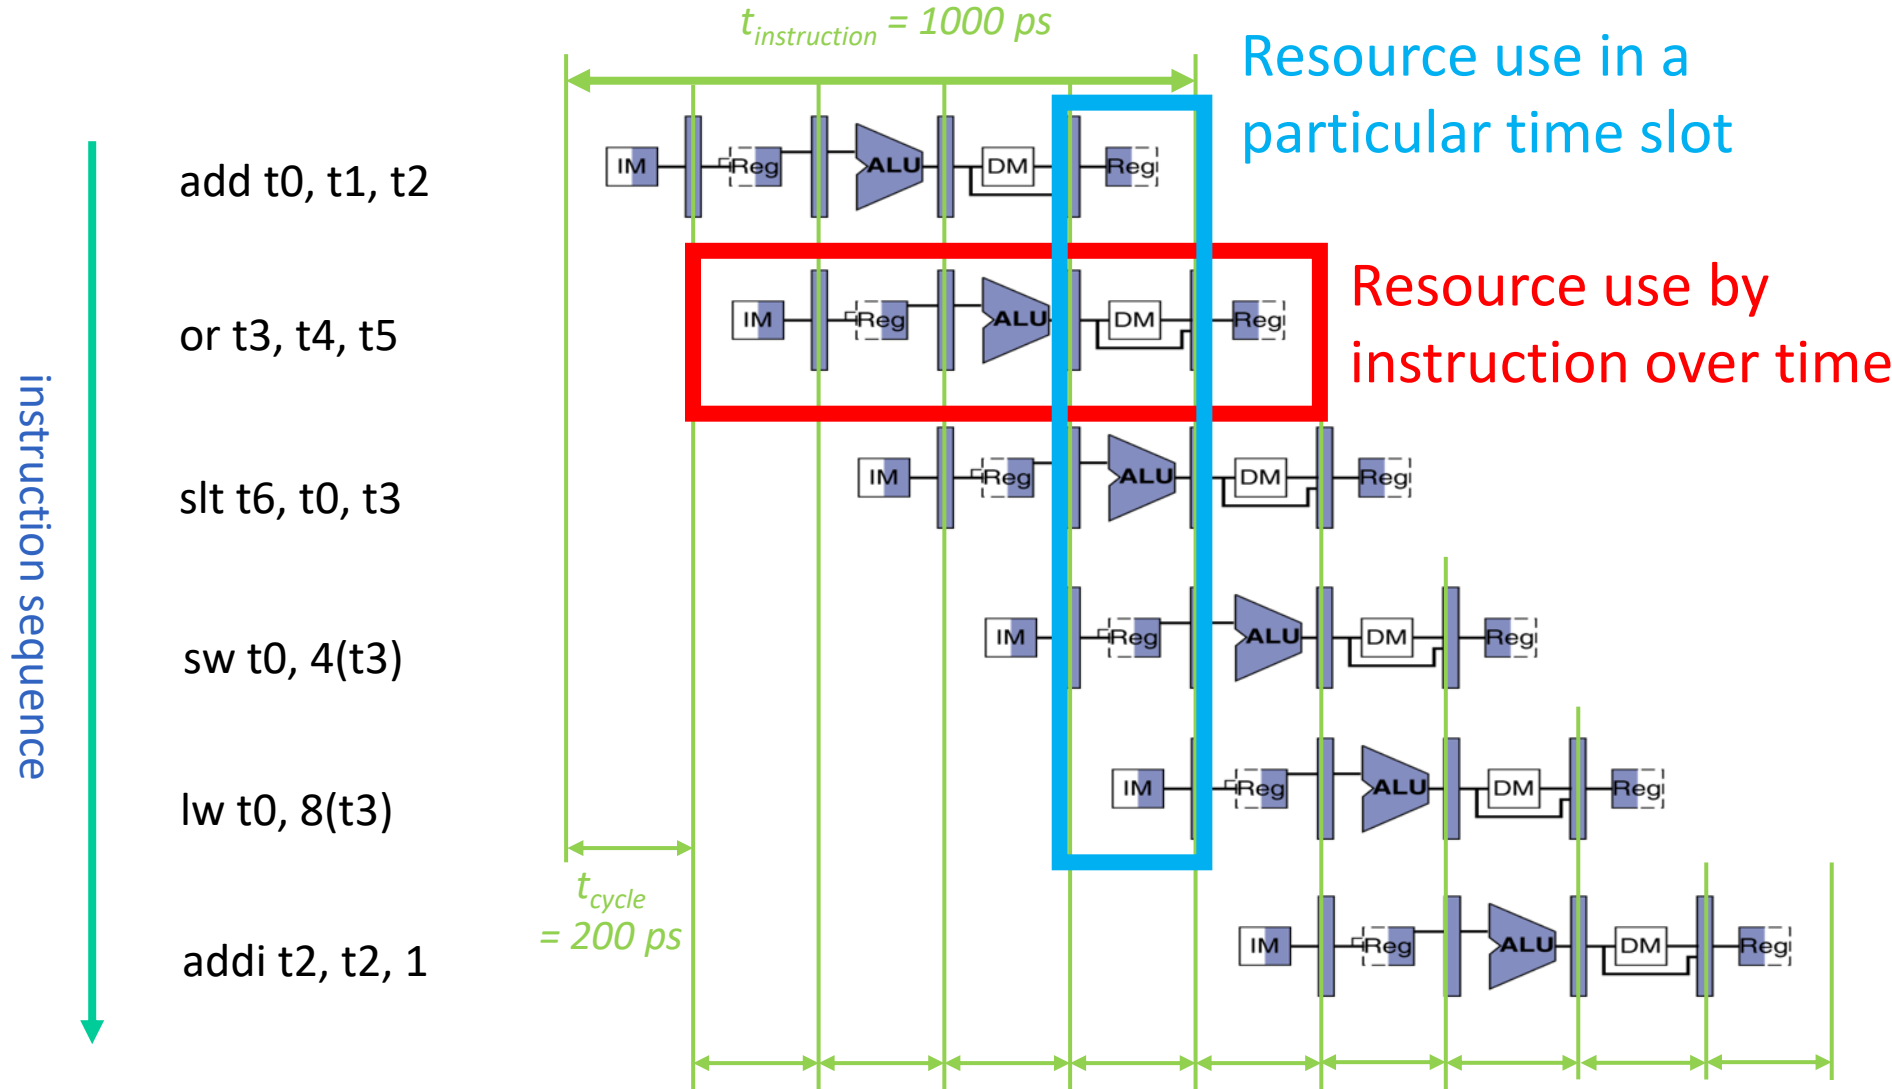 t_instruction = 1000 ps
Resource use in a
particular time slot
add t0, t1, t2
IM Reg ALU DM Reg
Resource use by
instruction over time
or t3, t4, t5
IM Reg ALU DM Reg
instruction sequence
slt t6, t0, t3
IM Reg ALU DM Reg
sw t0, 4(t3)
IM Reg ALU DM Reg
lw t0, 8(t3)
IM Reg ALU DM Reg
t_cycle
= 200 ps
addi t2, t2, 1
IM Reg ALU DM Reg